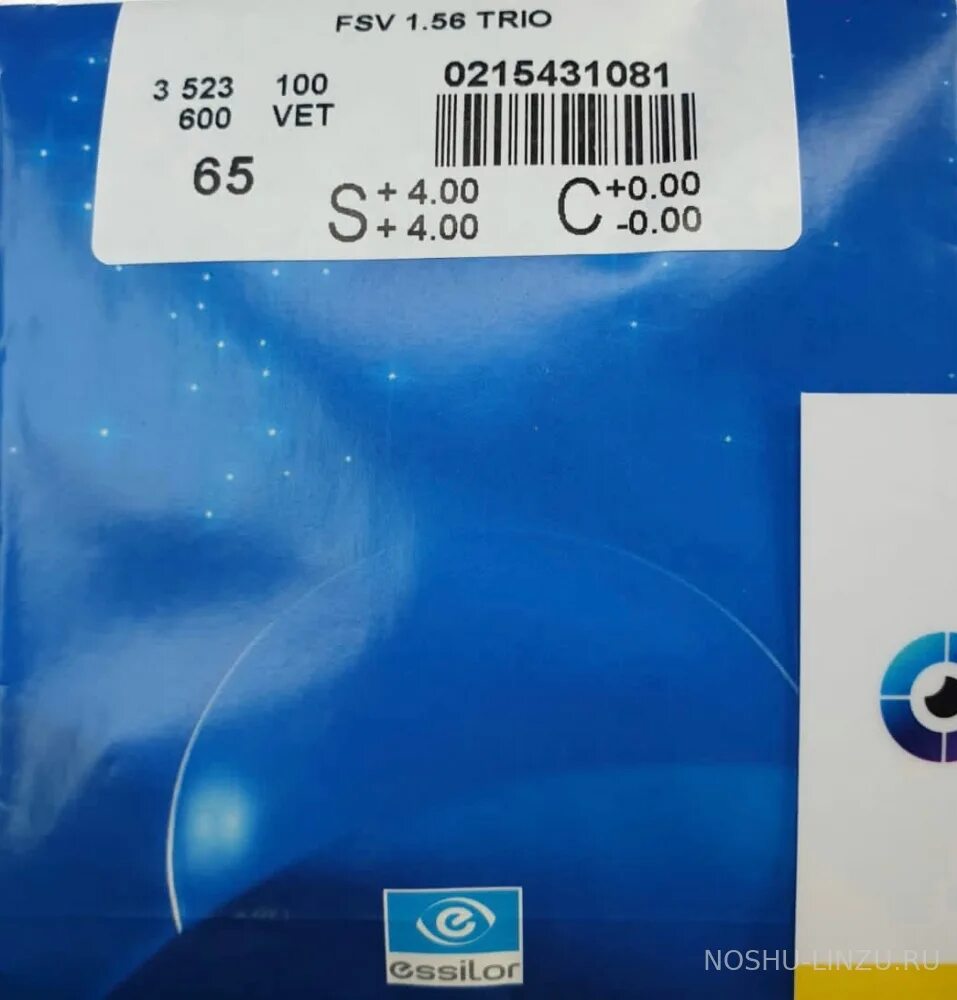 FSV 1.56 TRIO
3 523 100 0215431081
600 VET
65
S + 4.00 C +0.00
+ 4.00 -0.00
essilor
NOSHU-LINZU.RU